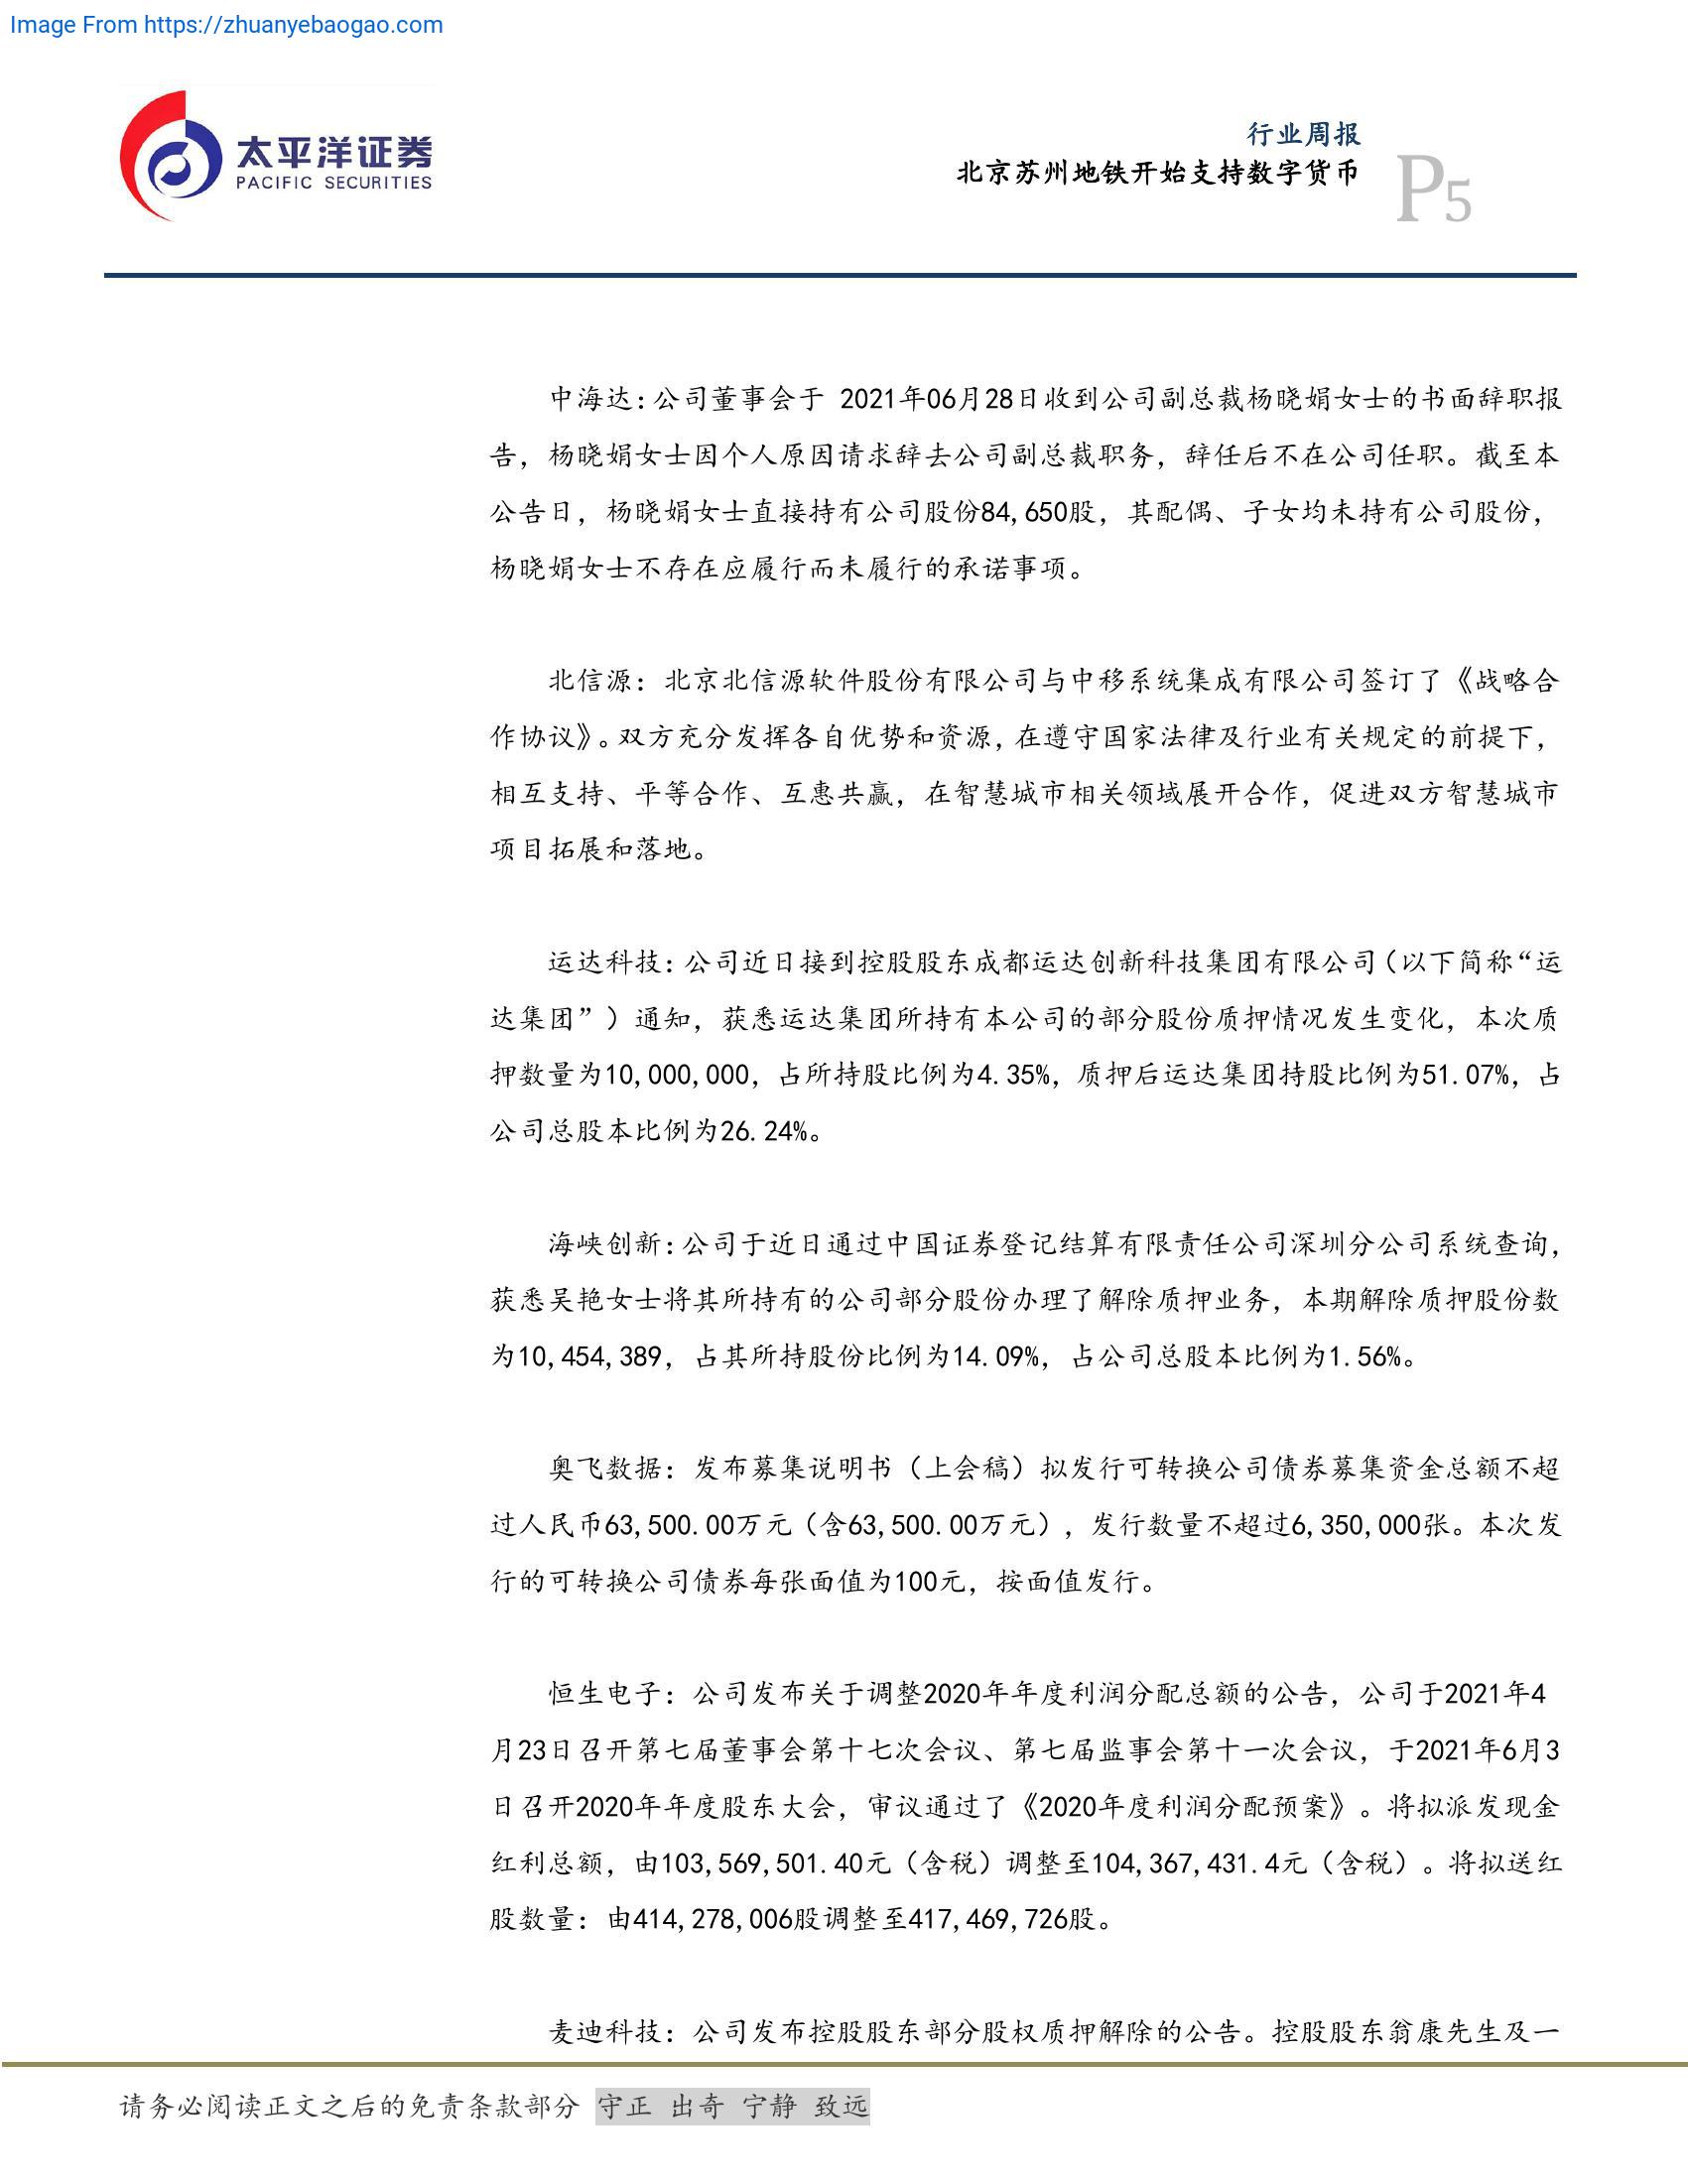 Image From https://zhuanyebaogao.com
太平洋证券
PACIFIC SECURITIES
行业周报
北京苏州地铁开始支持数字货币
P5
中海达：公司董事会于 2021年06月28日收到公司副总裁杨晓娟女士的书面辞职报
告，杨晓娟女士因个人原因请求辞去公司副总裁职务，辞任后不在公司任职。截至本
公告日，杨晓娟女士直接持有公司股份84,650股，其配偶、子女均未持有公司股份，
杨晓娟女士不存在应履行而未履行的承诺事项。
北信源：北京北信源软件股份有限公司与中移系统集成有限公司签订了《战略合
作协议》。双方充分发挥各自优势和资源，在遵守国家法律及行业有关规定的前提下，
相互支持、平等合作、互惠共赢，在智慧城市相关领域展开合作，促进双方智慧城市
项目拓展和落地。
运达科技：公司近日接到控股股东成都运达创新科技集团有限公司（以下简称“运
达集团”）通知，获悉运达集团所持有本公司的部分股份质押情况发生变化，本次质
押数量为10,000,000，占所持股比例为4.35%，质押后运达集团持股比例为51.07%，占
公司总股本比例为26.24%。
海峡创新：公司于近日通过中国证券登记结算有限责任公司深圳分公司系统查询，
获悉吴艳女士将其所持有的公司部分股份办理了解除质押业务，本期解除质押股份数
为10,454,389，占其所持股份比例为14.09%，占公司总股本比例为1.56%。
奥飞数据：发布募集说明书（上会稿）拟发行可转换公司债券募集资金总额不超
过人民币63,500.00万元（含63,500.00万元），发行数量不超过6,350,000张。本次发
行的可转换公司债券每张面值为100元，按面值发行。
恒生电子：公司发布关于调整2020年年度利润分配总额的公告，公司于2021年4
月23日召开第七届董事会第十七次会议、第七届监事会第十一次会议，于2021年6月3
日召开2020年年度股东大会，审议通过了《2020年度利润分配预案》。将拟派发现金
红利总额，由103,569,501.40元（含税）调整至104,367,431.4元（含税）。将拟送红
股数量：由414,278,006股调整至417,469,726股。
麦迪科技：公司发布控股股东部分股权质押解除的公告。控股股东翁康先生及一
请务必阅读正文之后的免责条款部分 守正 出奇 宁静 致远